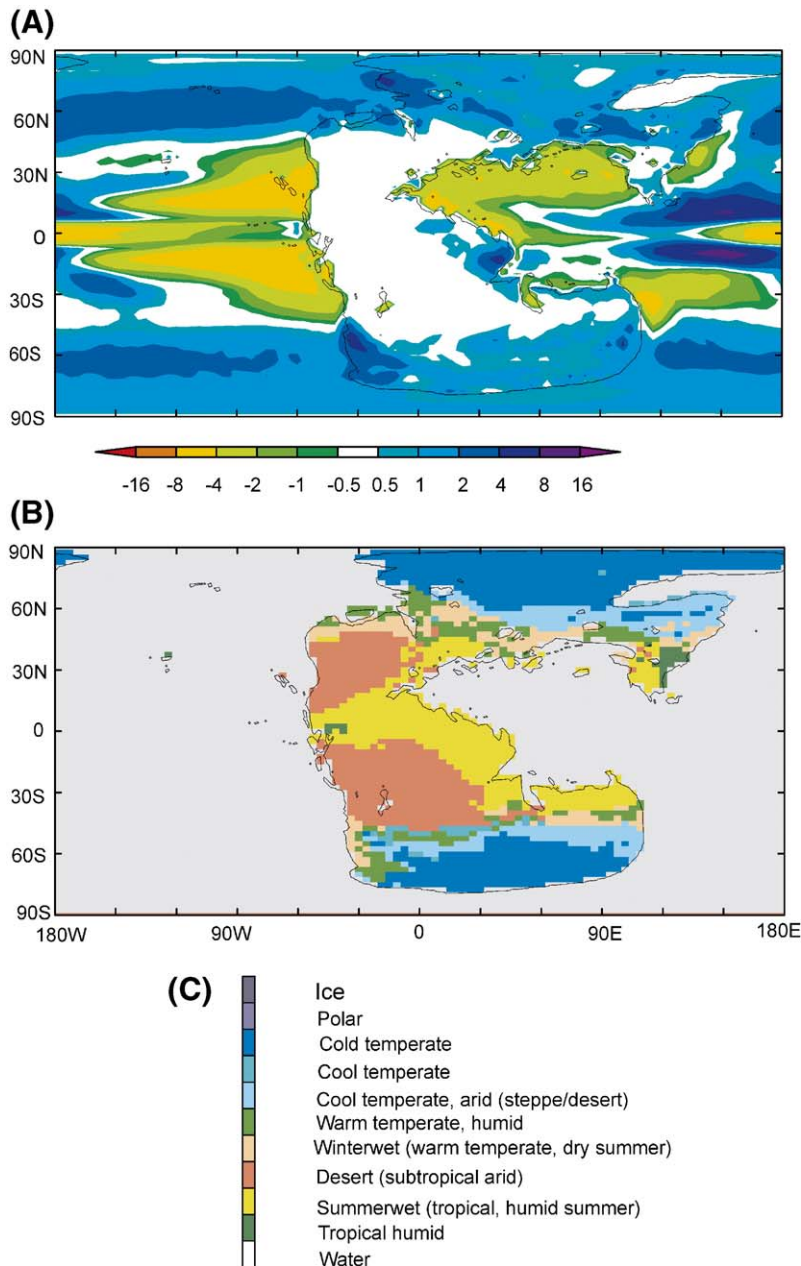 (A)
90N
60N
30N
0
30S
60S
90S
-16 -8 -4 -2 -1 -0.5 0.5 1 2 4 8 16
(B)
90N
60N
30N
0
30S
60S
90S
180W 90W 0 90E 180E
(C)
Ice
Polar
Cold temperate
Cool temperate
Cool temperate, arid (steppe/desert)
Warm temperate, humid
Winterwet (warm temperate, dry summer)
Desert (subtropical arid)
Summerwet (tropical, humid summer)
Tropical humid
Water